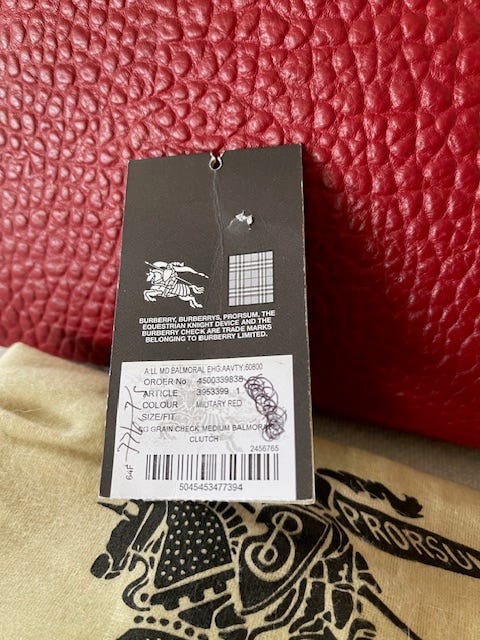 BURBERRY, BURBERRYS, PRORSUM, THE
EQUESTRIAN KNIGHT DEVICE AND THE
BURBERRY CHECK ARE TRADE MARKS
BELONGING TO BURBERRY LIMITED.
A:LL MD BALMORAL EHG:AAVTY:60800
ORDER No 4500339838
ARTICLE 3953399 1
COLOUR MILITARY RED
SIZE/FIT
GRAIN CHECK MEDIUM BALMORAL
CLUTCH
2456765
5045453477394
PRORSUM